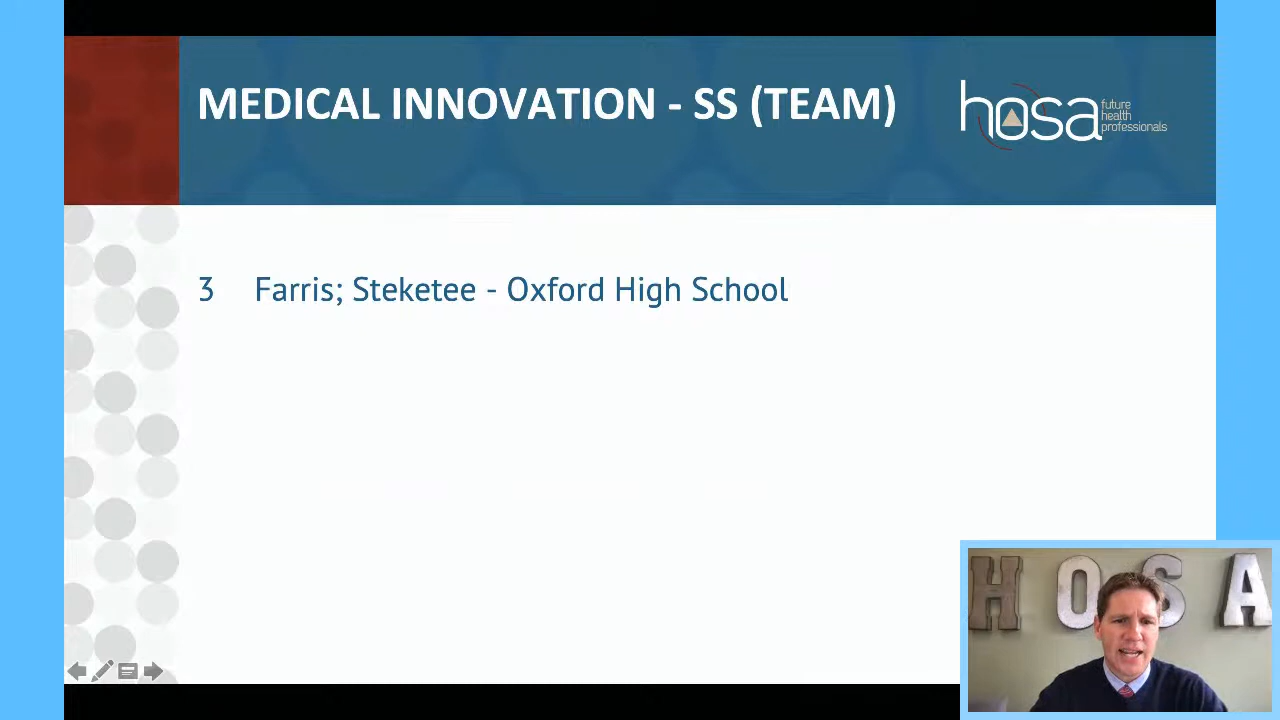 MEDICAL INNOVATION - SS (TEAM)
hosa
future
health
professionals
3 Farris; Steketee - Oxford High School
H O S A